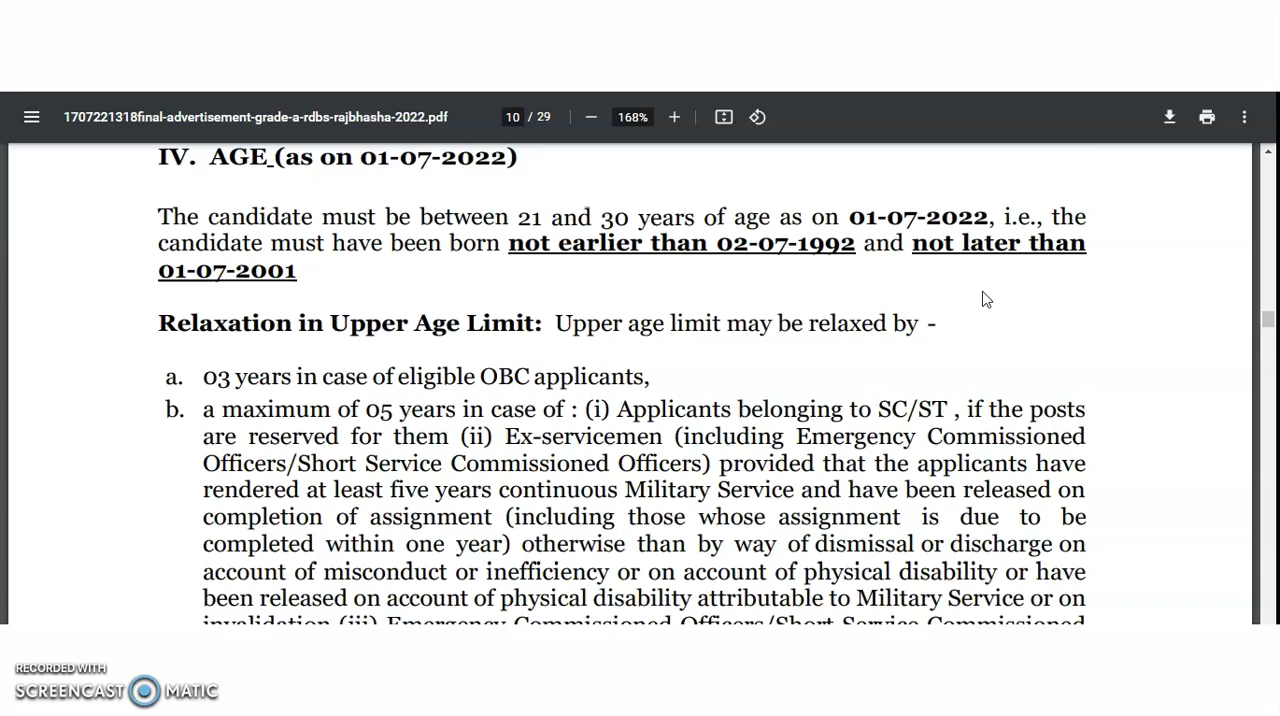 1707221318final-advertisement-grade-a-rdbs-rajbhasha-2022.pdf 10 / 29 168%
IV. AGE (as on 01-07-2022)
The candidate must be between 21 and 30 years of age as on 01-07-2022, i.e., the
candidate must have been born not earlier than 02-07-1992 and not later than
01-07-2001
Relaxation in Upper Age Limit: Upper age limit may be relaxed by -
a. 03 years in case of eligible OBC applicants,
b. a maximum of 05 years in case of : (i) Applicants belonging to SC/ST , if the posts
are reserved for them (ii) Ex-servicemen (including Emergency Commissioned
Officers/Short Service Commissioned Officers) provided that the applicants have
rendered at least five years continuous Military Service and have been released on
completion of assignment (including those whose assignment is due to be
completed within one year) otherwise than by way of dismissal or discharge on
account of misconduct or inefficiency or on account of physical disability or have
been released on account of physical disability attributable to Military Service or on
invalidation (iii) Emergency Commissioned Officers/Short Service Commissioned
RECORDED WITH
SCREENCAST MATIC